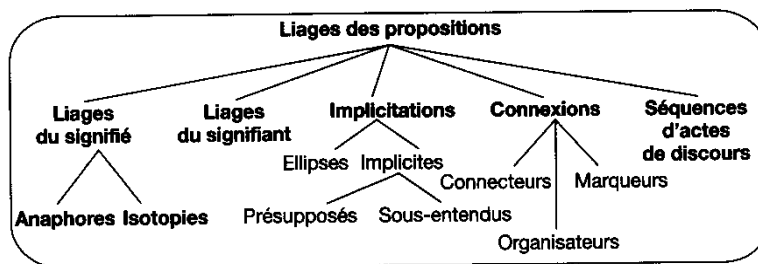 Liages des propositions
Liages du signifié
Liages du signifiant
Implicitations
Connexions
Séquences d'actes de discours
Ellipses Implicites
Connecteurs Marqueurs
Anaphores Isotopies
Présupposés Sous-entendus
Organisateurs